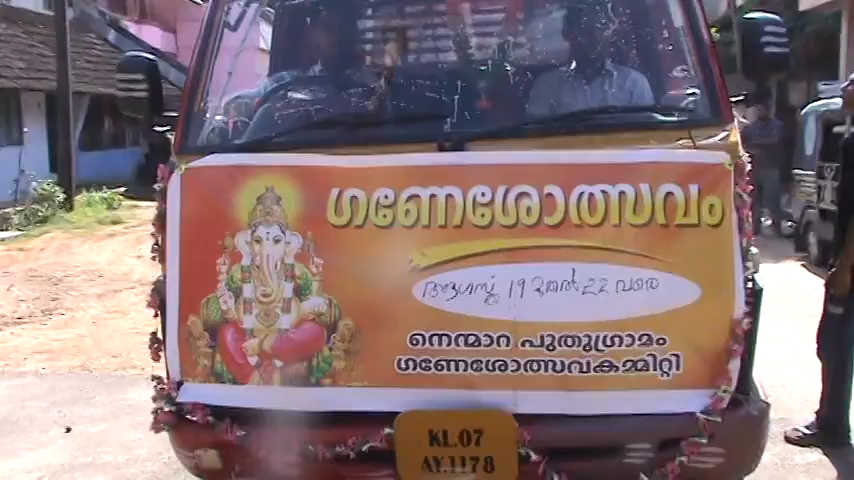 ഗണേശോത്സവം
ആഗസ്റ്റ് 19 മുതൽ 22 വരെ
നെന്മാറ പുതുഗ്രാമം
ഗണേശോത്സവകമ്മിറ്റി
KL.07
AY.1178